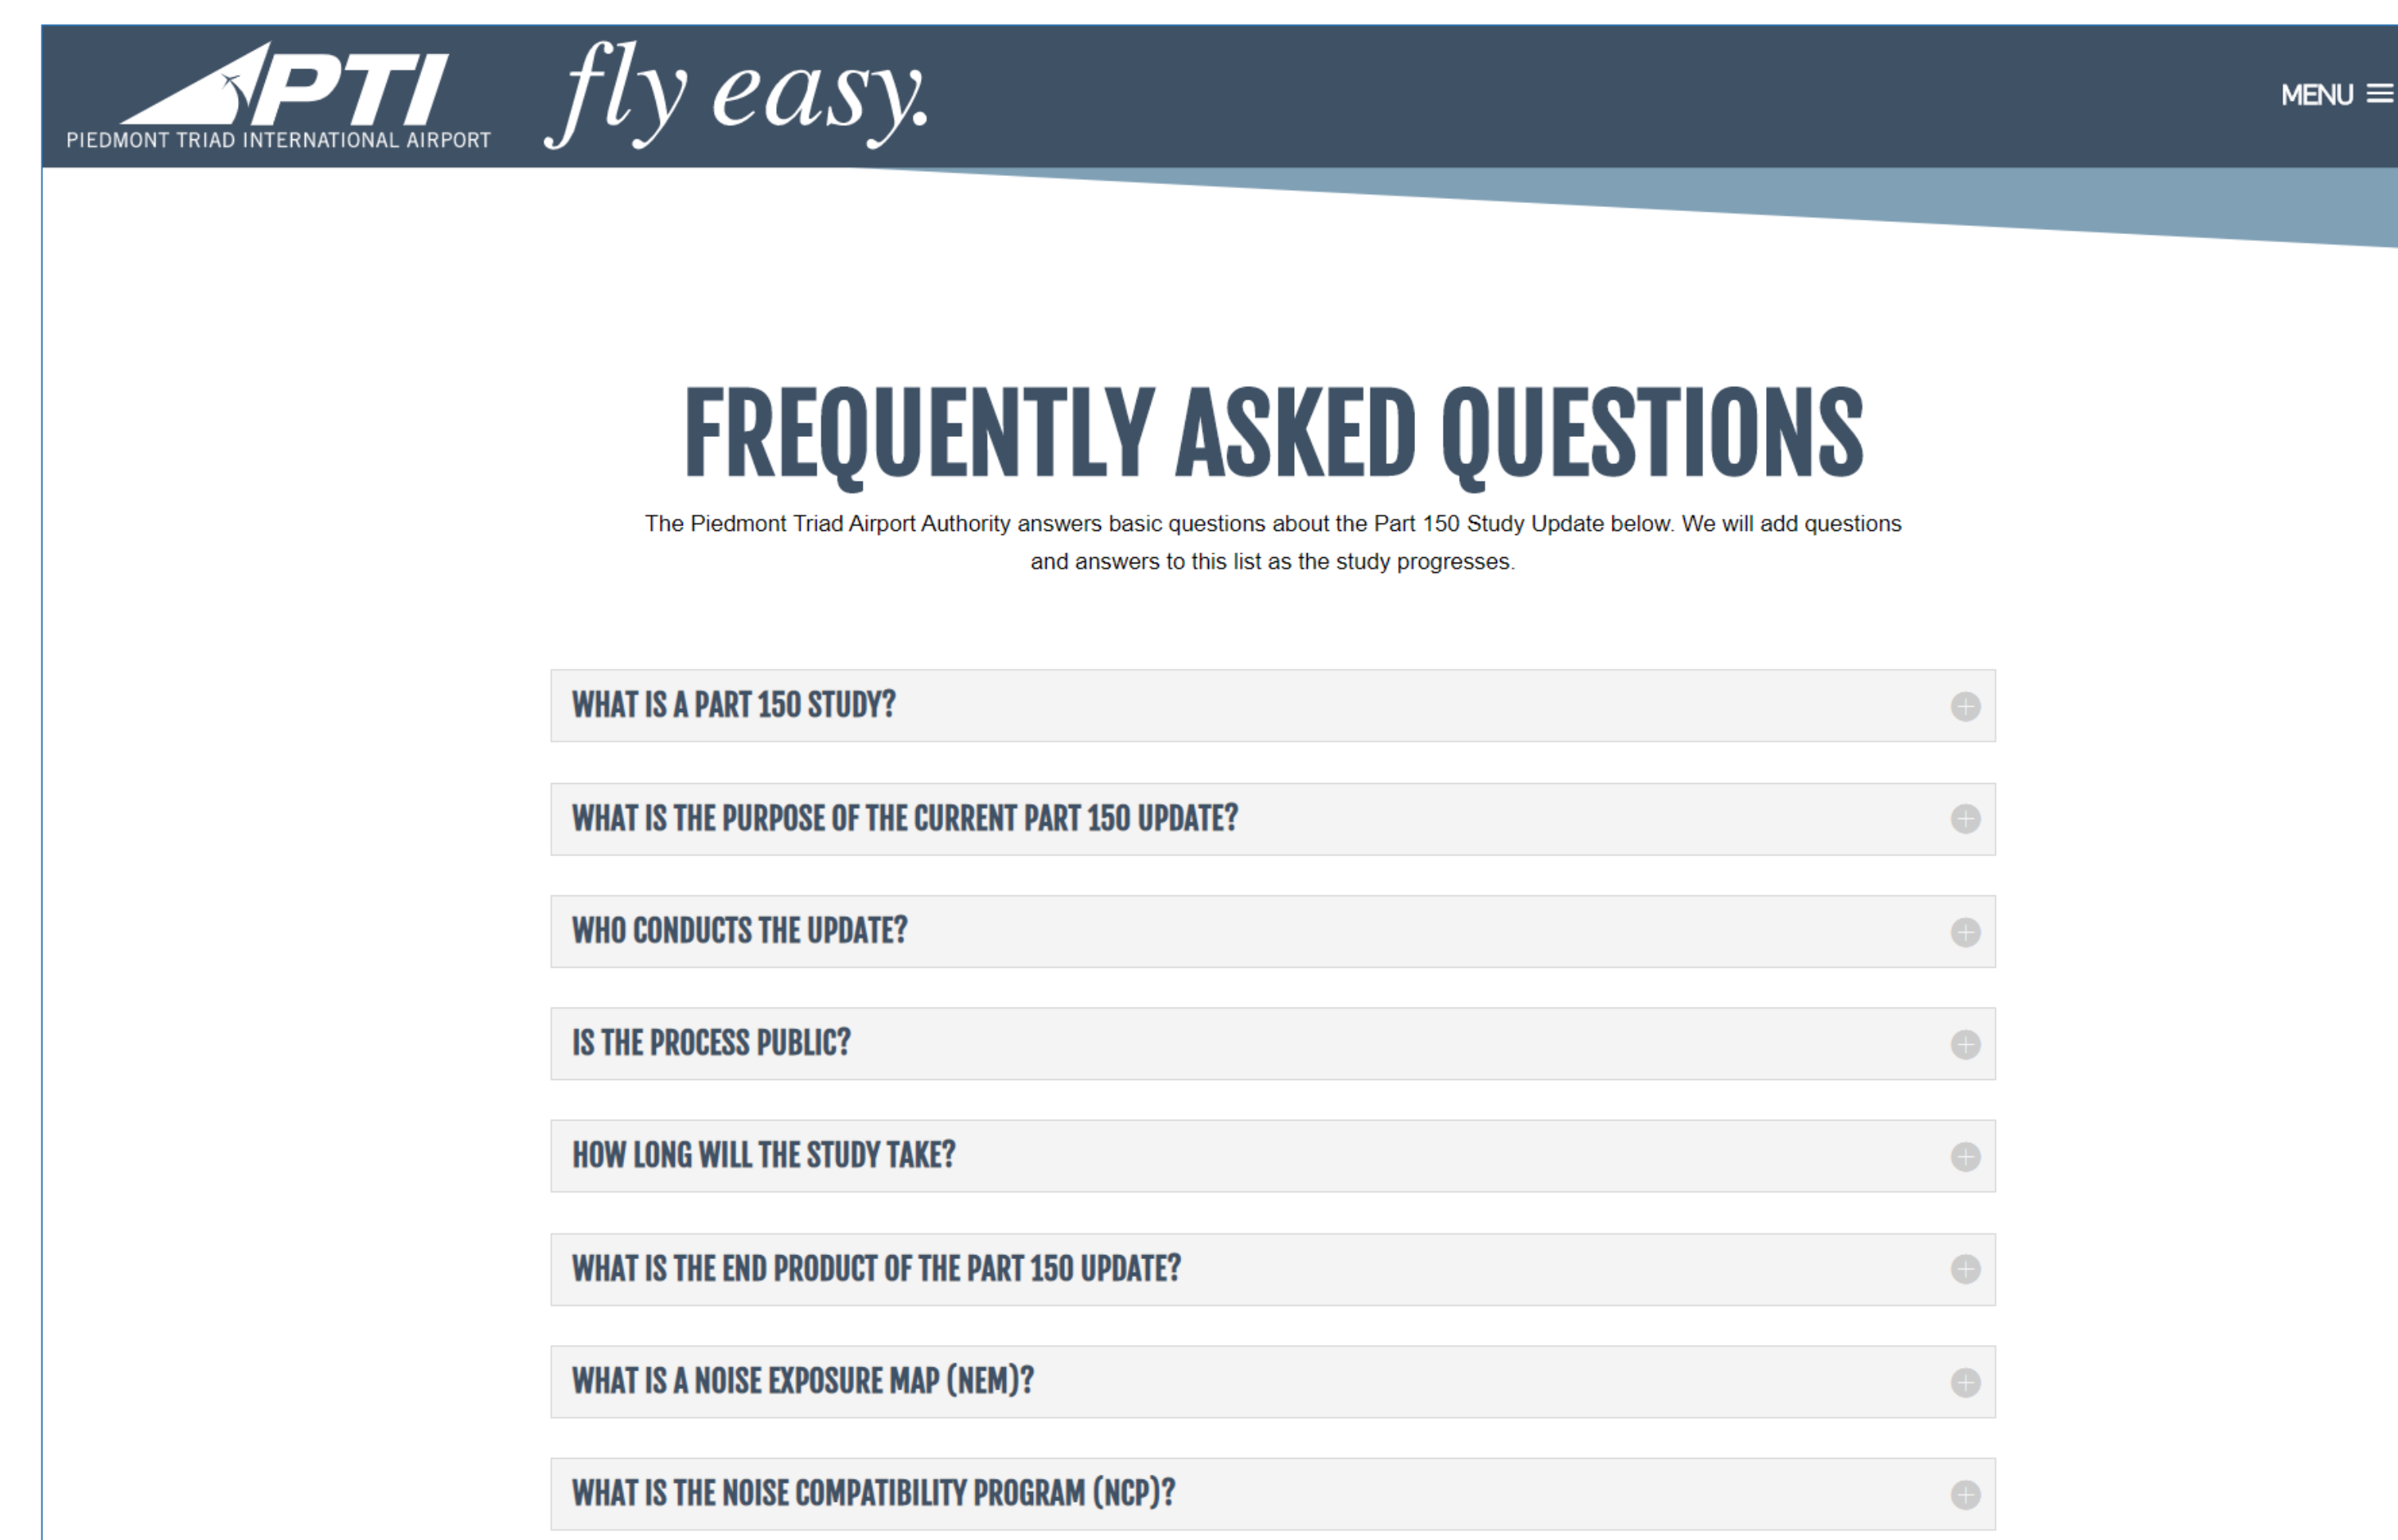 PTI
PIEDMONT TRIAD INTERNATIONAL AIRPORT
fly easy.
MENU
FREQUENTLY ASKED QUESTIONS
The Piedmont Triad Airport Authority answers basic questions about the Part 150 Study Update below. We will add questions
and answers to this list as the study progresses.
WHAT IS A PART 150 STUDY?
WHAT IS THE PURPOSE OF THE CURRENT PART 150 UPDATE?
WHO CONDUCTS THE UPDATE?
IS THE PROCESS PUBLIC?
HOW LONG WILL THE STUDY TAKE?
WHAT IS THE END PRODUCT OF THE PART 150 UPDATE?
WHAT IS A NOISE EXPOSURE MAP (NEM)?
WHAT IS THE NOISE COMPATIBILITY PROGRAM (NCP)?